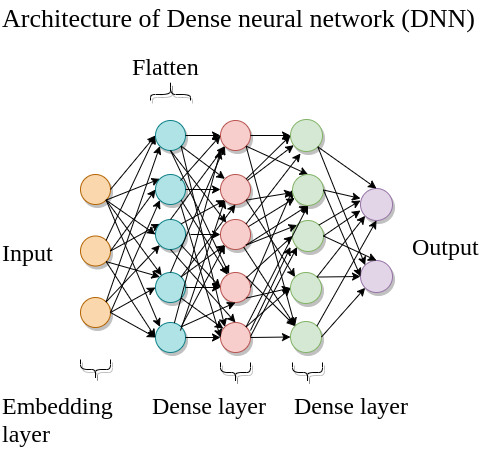 Architecture of Dense neural network (DNN)
Flatten
Input
Output
Embedding
layer
Dense layer
Dense layer